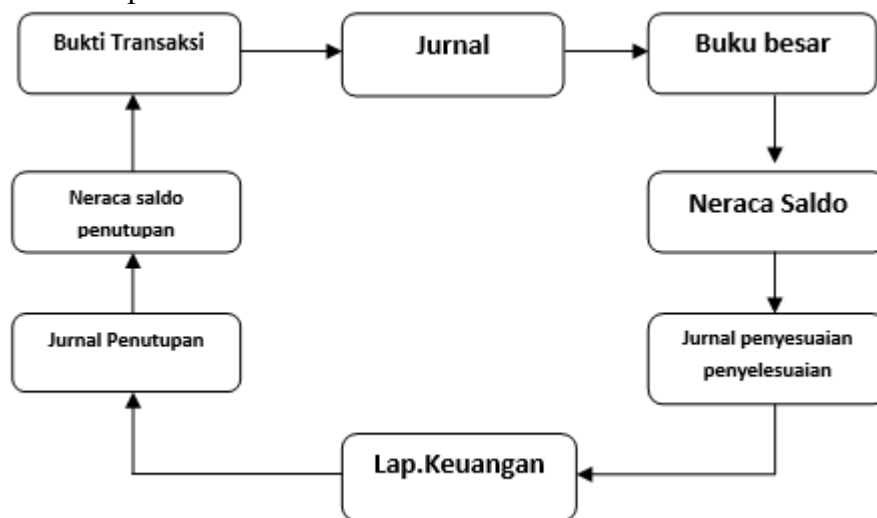 Bukti Transaksi
Jurnal
Buku besar
Neraca saldo
penutupan
Neraca Saldo
Jurnal Penutupan
Jurnal penyesuaian
penyelesuaian
Lap.Keuangan